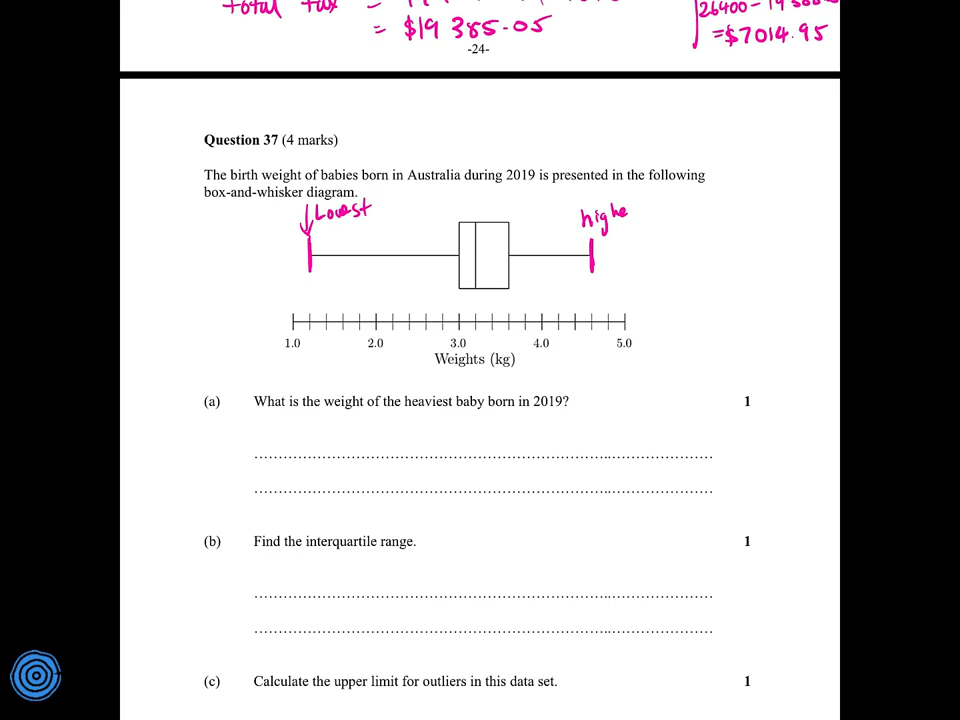 total tax =
= $19 385.05
= $7014.95
-24-
Question 37 (4 marks)
The birth weight of babies born in Australia during 2019 is presented in the following
box-and-whisker diagram.
Lowest
highe
1.0 2.0 3.0 4.0 5.0
Weights (kg)
(a) What is the weight of the heaviest baby born in 2019? 1
(b) Find the interquartile range. 1
(c) Calculate the upper limit for outliers in this data set. 1